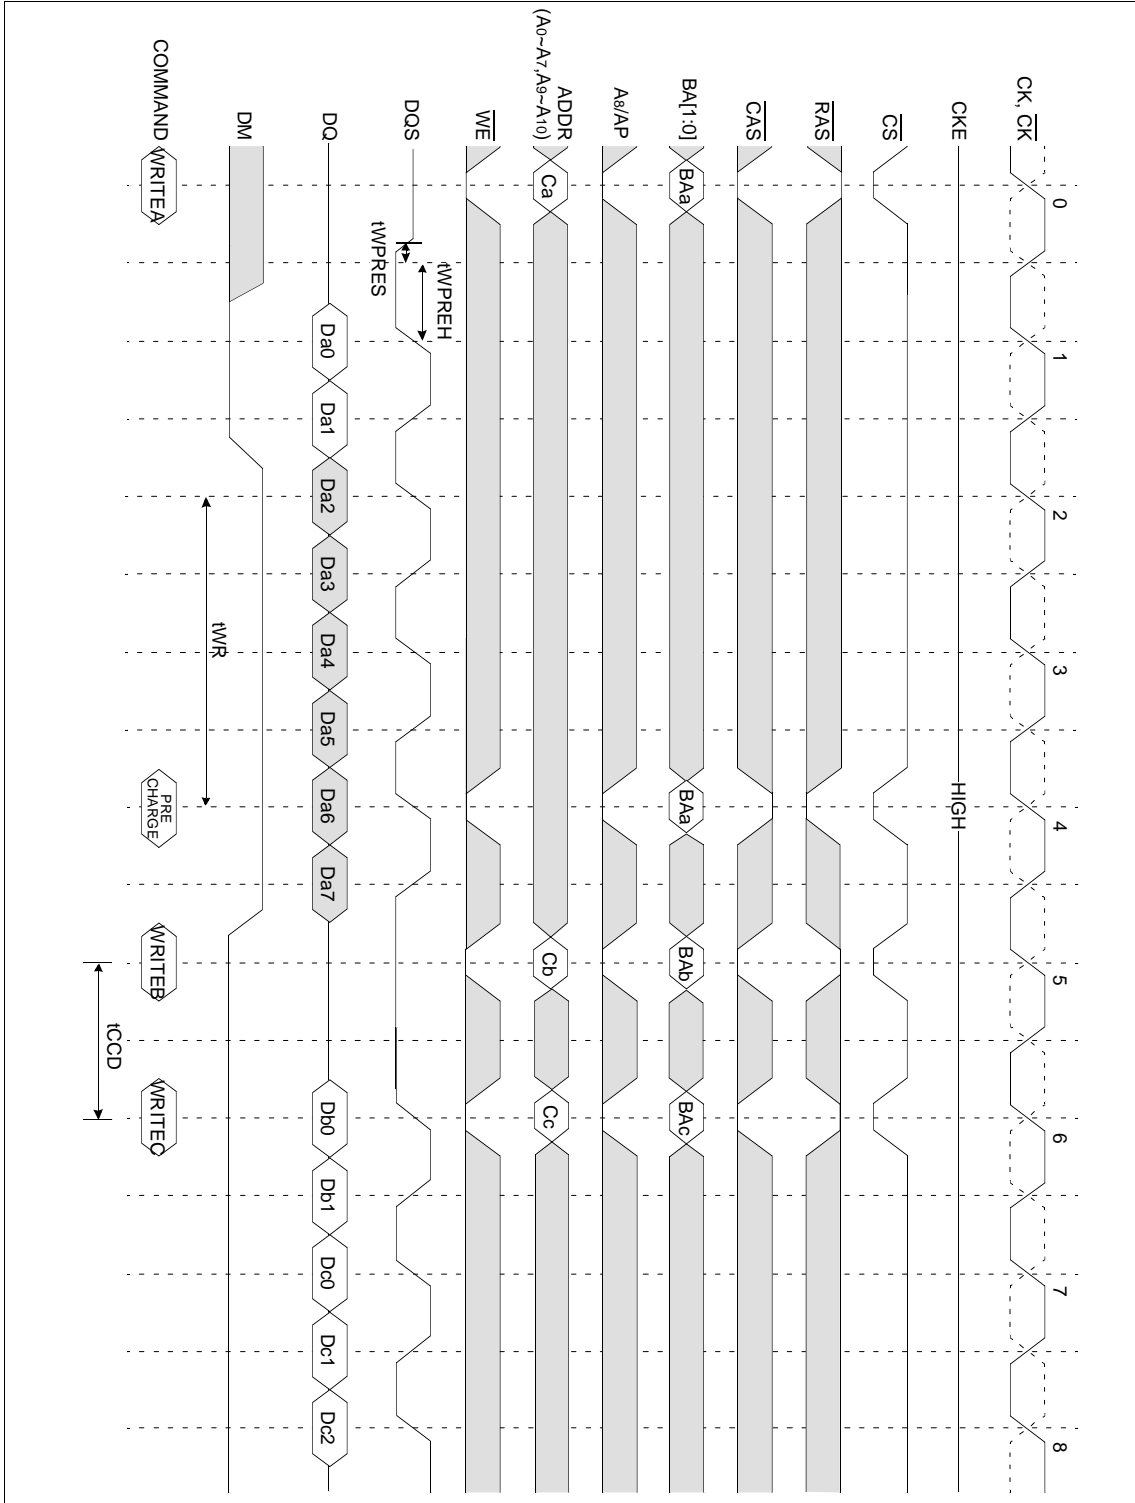 0 1 2 3 4 5 6 7 8
CK, CK
CKE HIGH
CS
RAS
CAS
BA[1:0] BAa BAa BAb BAc
A8/AP
ADDR
(A0~A7,A9~A10) Ca Cb Cc
WE
DQS
tWPREH
tWPRES
DQ Da0 Da1 Da2 Da3 Da4 Da5 Da6 Da7 Db0 Db1 Dc0 Dc1 Dc2
DM
tWR
COMMAND WRITEA PRE CHARGE WRITEB WRITEC
tCCD